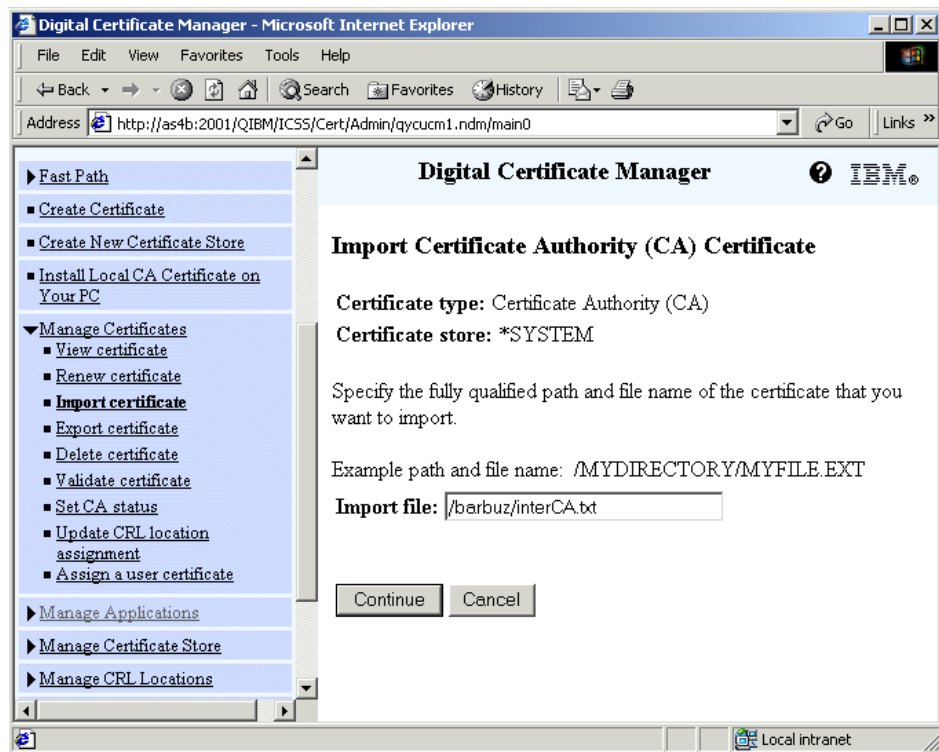 Digital Certificate Manager - Microsoft Internet Explorer
File Edit View Favorites Tools Help
Back Search Favorites History
Address http://as4b:2001/QIBM/ICSS/Cert/Admin/qycucm1.ndm/main0 Go Links »
Fast Path
Create Certificate
Create New Certificate Store
Install Local CA Certificate on
Your PC
Manage Certificates
View certificate
Renew certificate
Import certificate
Export certificate
Delete certificate
Validate certificate
Set CA status
Update CRL location
assignment
Assign a user certificate
Manage Applications
Manage Certificate Store
Manage CRL Locations
Digital Certificate Manager ? IBM®
Import Certificate Authority (CA) Certificate
Certificate type: Certificate Authority (CA)
Certificate store: *SYSTEM
Specify the fully qualified path and file name of the certificate that you
want to import.
Example path and file name: /MYDIRECTORY/MYFILE.EXT
Import file: /barbuz/interCA.txt
Continue Cancel
Local intranet